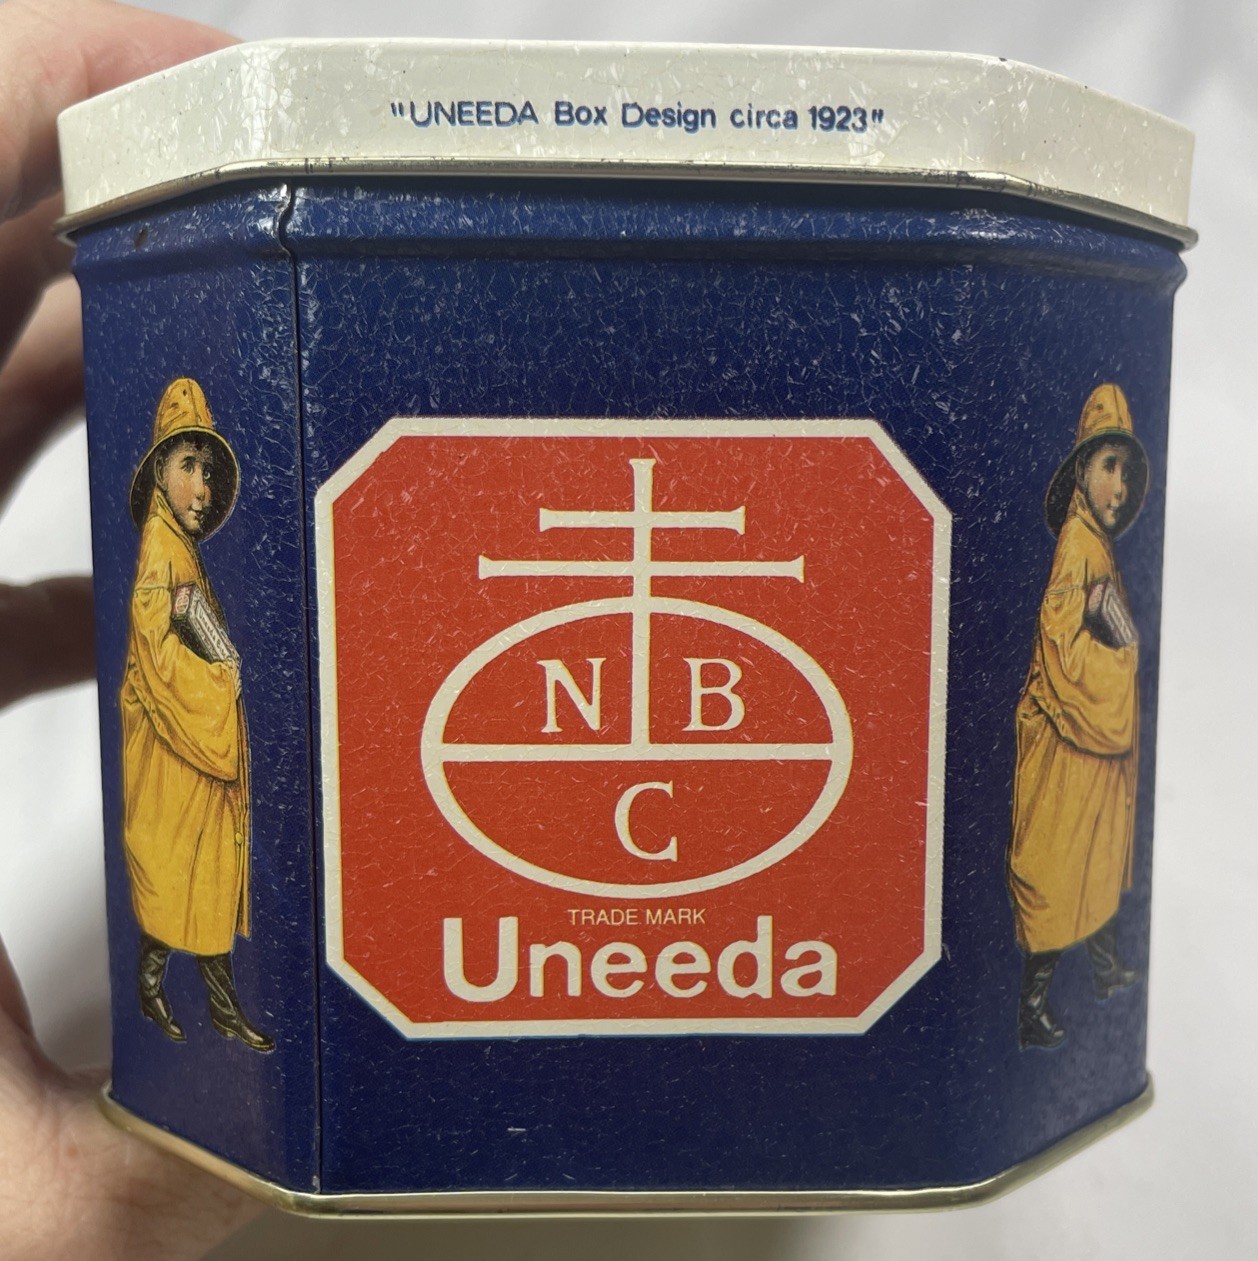 "UNEEDA Box Design circa 1923"
N B
C
TRADE MARK
Uneeda